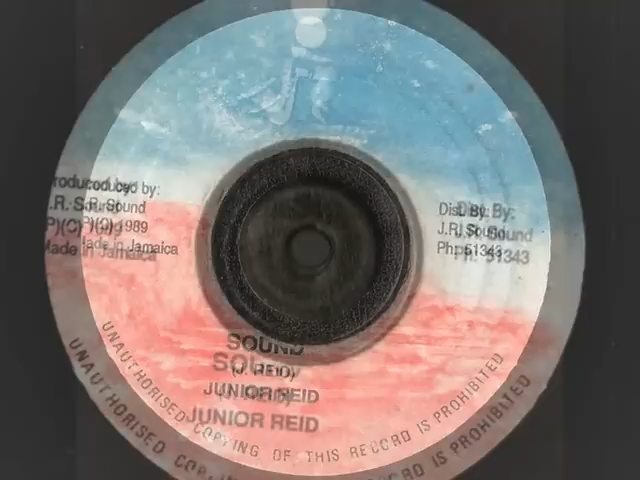 Produced by:
J.R. Sound
(P)(C) 1989
Made in Jamaica
Dist. By:
J.R. Sound
Ph: 51343
SOUND
(J. REID)
JUNIOR REID
UNAUTHORISED COPYING OF THIS RECORD IS PROHIBITED